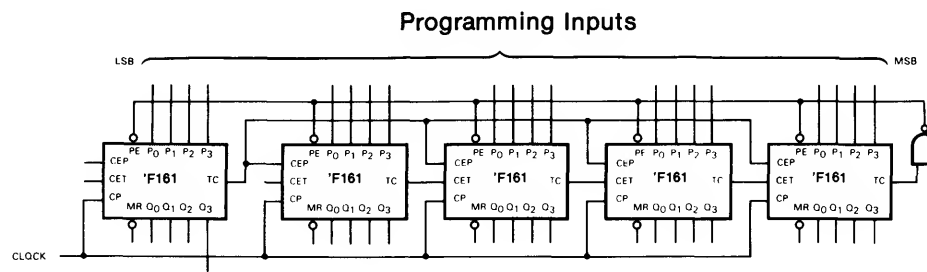 Programming Inputs
LSB MSB
PE P0 P1 P2 P3 PE P0 P1 P2 P3 PE P0 P1 P2 P3 PE P0 P1 P2 P3 PE P0 P1 P2 P3
CEP CEP CEP CEP CEP
'F161 'F161 'F161 'F161 'F161
CET TC CET TC CET TC CET TC CET TC
CP CP CP CP CP
MR Q0 Q1 Q2 Q3 MR Q0 Q1 Q2 Q3 MR Q0 Q1 Q2 Q3 MR Q0 Q1 Q2 Q3 MR Q0 Q1 Q2 Q3
CLOCK